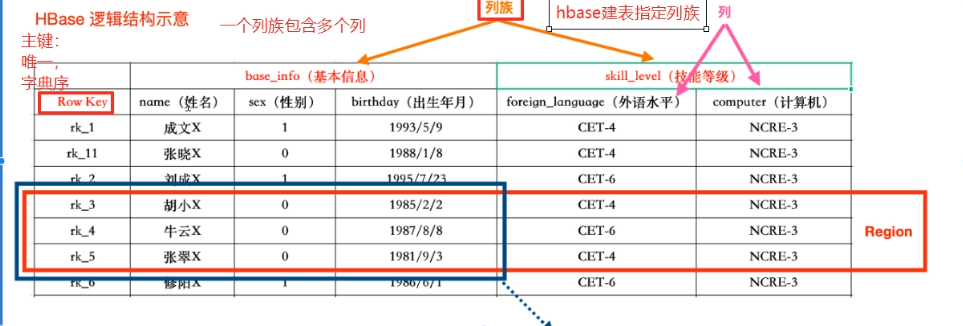 HBase 逻辑结构示意
一个列族包含多个列
列族
hbase建表指定列族
列
主键：
唯一，
字典序
base_info（基本信息）
skill_level（技能等级）
Row Key
name（姓名）
sex（性别）
birthday（出生年月）
foreign_language（外语水平）
computer（计算机）
rk_1 成文X 1 1993/5/9 CET-4 NCRE-3
rk_11 张晓X 0 1988/1/8 CET-4 NCRE-3
rk_2 刘成X 1 1995/7/23 CET-6 NCRE-3
rk_3 胡小X 0 1985/2/2 CET-4 NCRE-3
rk_4 牛云X 0 1987/8/8 CET-6 NCRE-3
Region
rk_5 张翠X 0 1981/9/3 CET-4 NCRE-3
rk_6 修阳X 1 1986/6/1 CET-6 NCRE-3